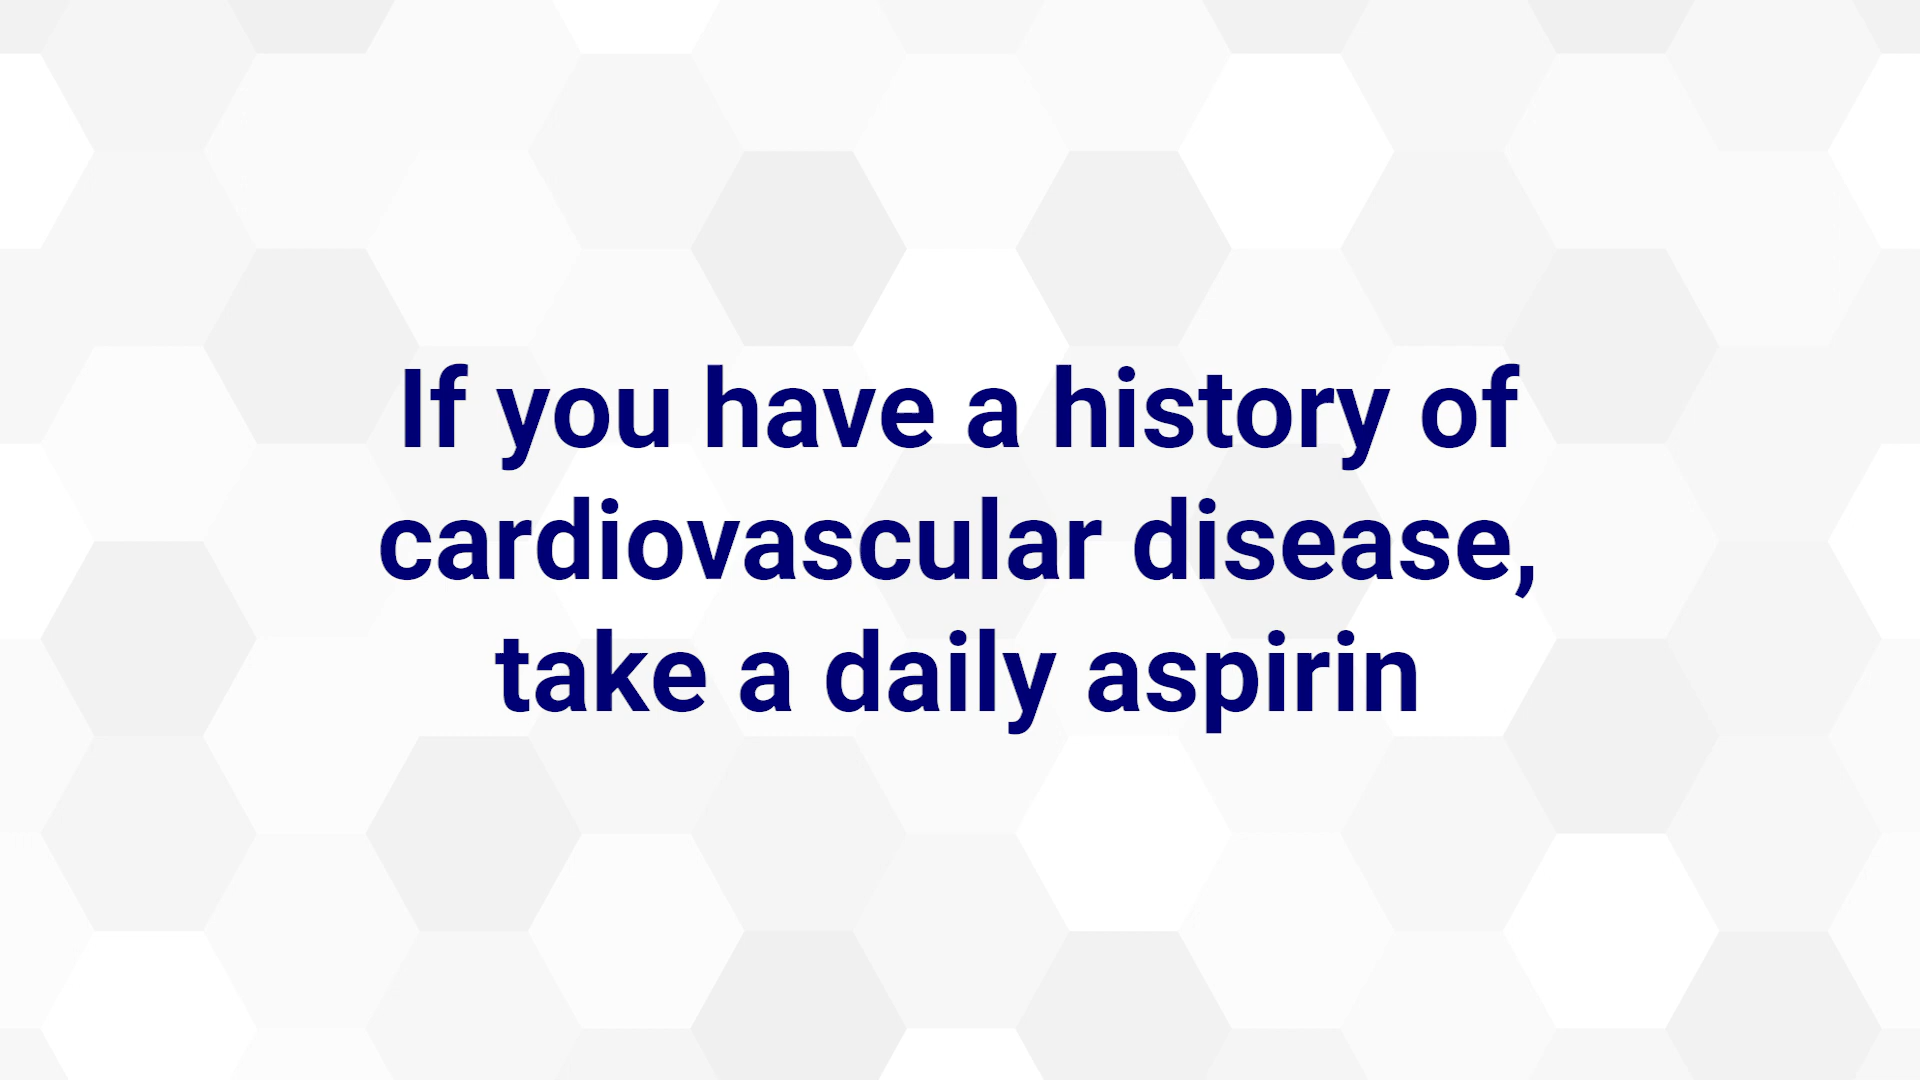 If you have a history of
cardiovascular disease,
take a daily aspirin